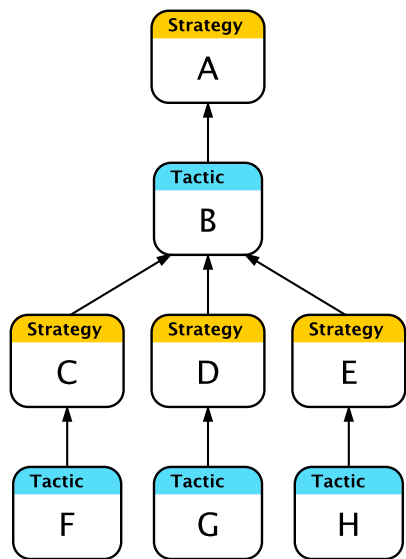 Strategy
A
Tactic
B
Strategy Strategy Strategy
C D E
Tactic Tactic Tactic
F G H